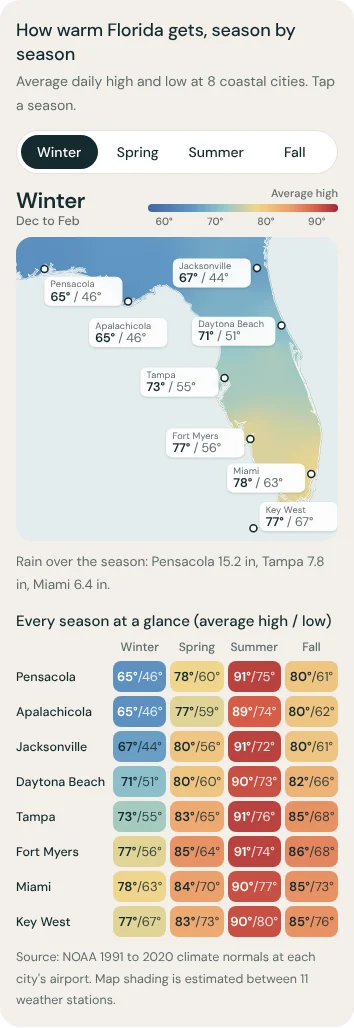 How warm Florida gets, season by
season
Average daily high and low at 8 coastal cities. Tap
a season.
Winter Spring Summer Fall
Winter
Dec to Feb
Average high
60° 70° 80° 90°
Jacksonville
67° / 44°
Pensacola
65° / 46°
Apalachicola
65° / 46°
Daytona Beach
71° / 51°
Tampa
73° / 55°
Fort Myers
77° / 56°
Miami
78° / 63°
Key West
77° / 67°
Rain over the season: Pensacola 15.2 in, Tampa 7.8
in, Miami 6.4 in.
Every season at a glance (average high / low)
Winter Spring Summer Fall
Pensacola 65°/46° 78°/60° 91°/75° 80°/61°
Apalachicola 65°/46° 77°/59° 89°/74° 80°/62°
Jacksonville 67°/44° 80°/56° 91°/72° 80°/61°
Daytona Beach 71°/51° 80°/60° 90°/73° 82°/66°
Tampa 73°/55° 83°/65° 91°/76° 85°/68°
Fort Myers 77°/56° 85°/64° 91°/74° 86°/68°
Miami 78°/63° 84°/70° 90°/77° 85°/73°
Key West 77°/67° 83°/73° 90°/80° 85°/76°
Source: NOAA 1991 to 2020 climate normals at each
city's airport. Map shading is estimated between 11
weather stations.